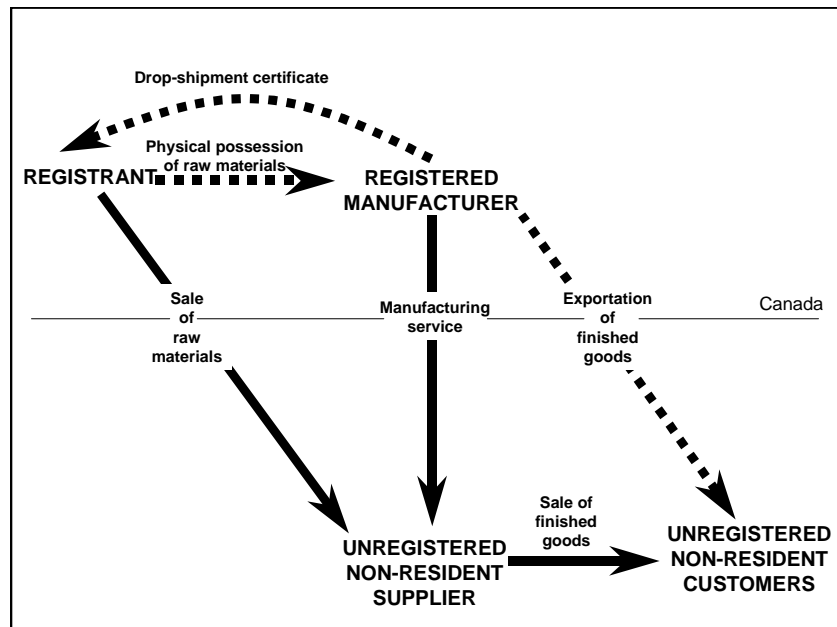 Drop-shipment certificate
Physical possession
of raw materials
REGISTRANT
REGISTERED
MANUFACTURER
Sale
of
raw
materials
Manufacturing
service
Exportation
of
finished
goods
Canada
Sale of
finished
goods
UNREGISTERED
NON-RESIDENT
SUPPLIER
UNREGISTERED
NON-RESIDENT
CUSTOMERS